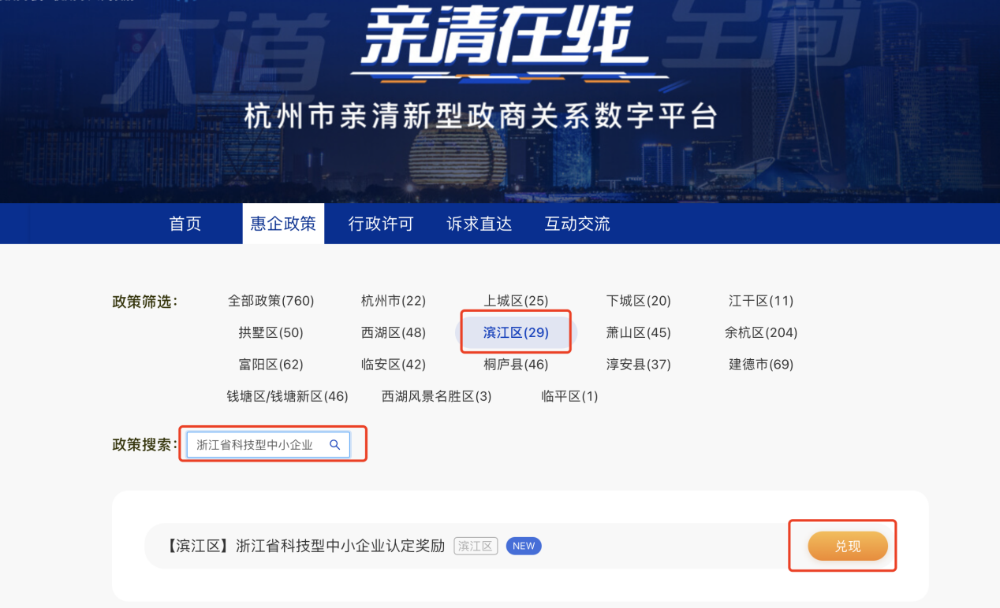 大道 亲清在线 至简
杭州市亲清新型政商关系数字平台
首页 惠企政策 行政许可 诉求直达 互动交流
政策筛选： 全部政策(760) 杭州市(22) 上城区(25) 下城区(20) 江干区(11)
拱墅区(50) 西湖区(48) 滨江区(29) 萧山区(45) 余杭区(204)
富阳区(62) 临安区(42) 桐庐县(46) 淳安县(37) 建德市(69)
钱塘区/钱塘新区(46) 西湖风景名胜区(3) 临平区(1)
政策搜索： 浙江省科技型中小企业
【滨江区】浙江省科技型中小企业认定奖励 滨江区 NEW 兑现